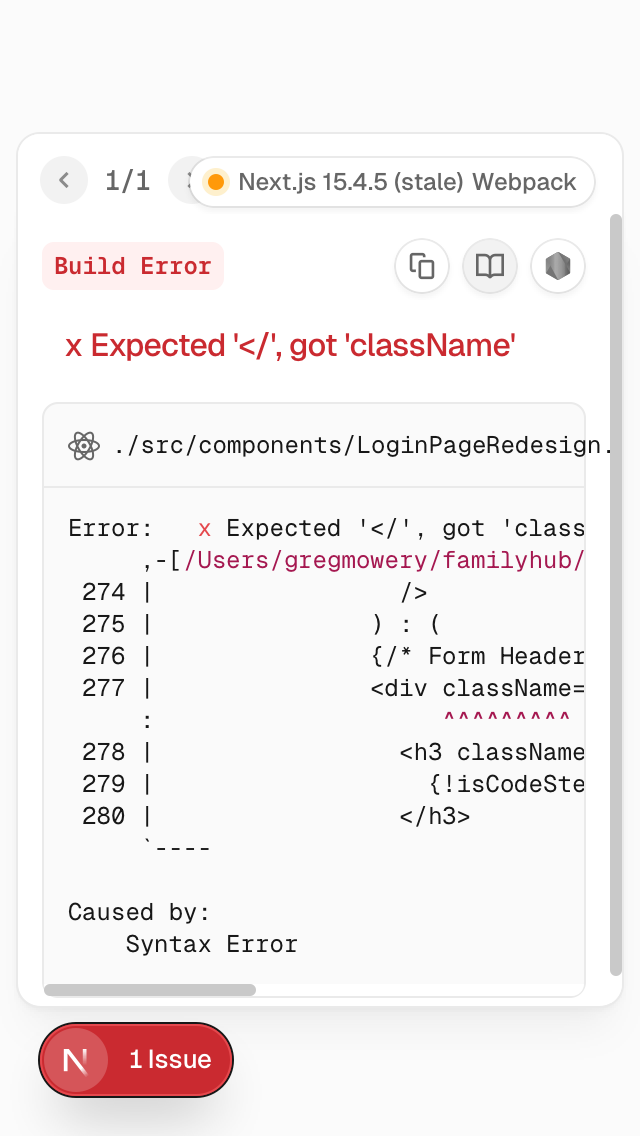 1/1
Next.js 15.4.5 (stale) Webpack
Build Error
x Expected '</', got 'className'
./src/components/LoginPageRedesign.
Error:   x Expected '</', got 'class
     ,-[/Users/gregmowery/familyhub/
 274 |                 />
 275 |               ) : (
 276 |               {/* Form Header
 277 |               <div className=
     :                    ^^^^^^^^^
 278 |                 <h3 className
 279 |                   {!isCodeSte
 280 |                 </h3>
     `----
Caused by:
    Syntax Error
N 1 Issue